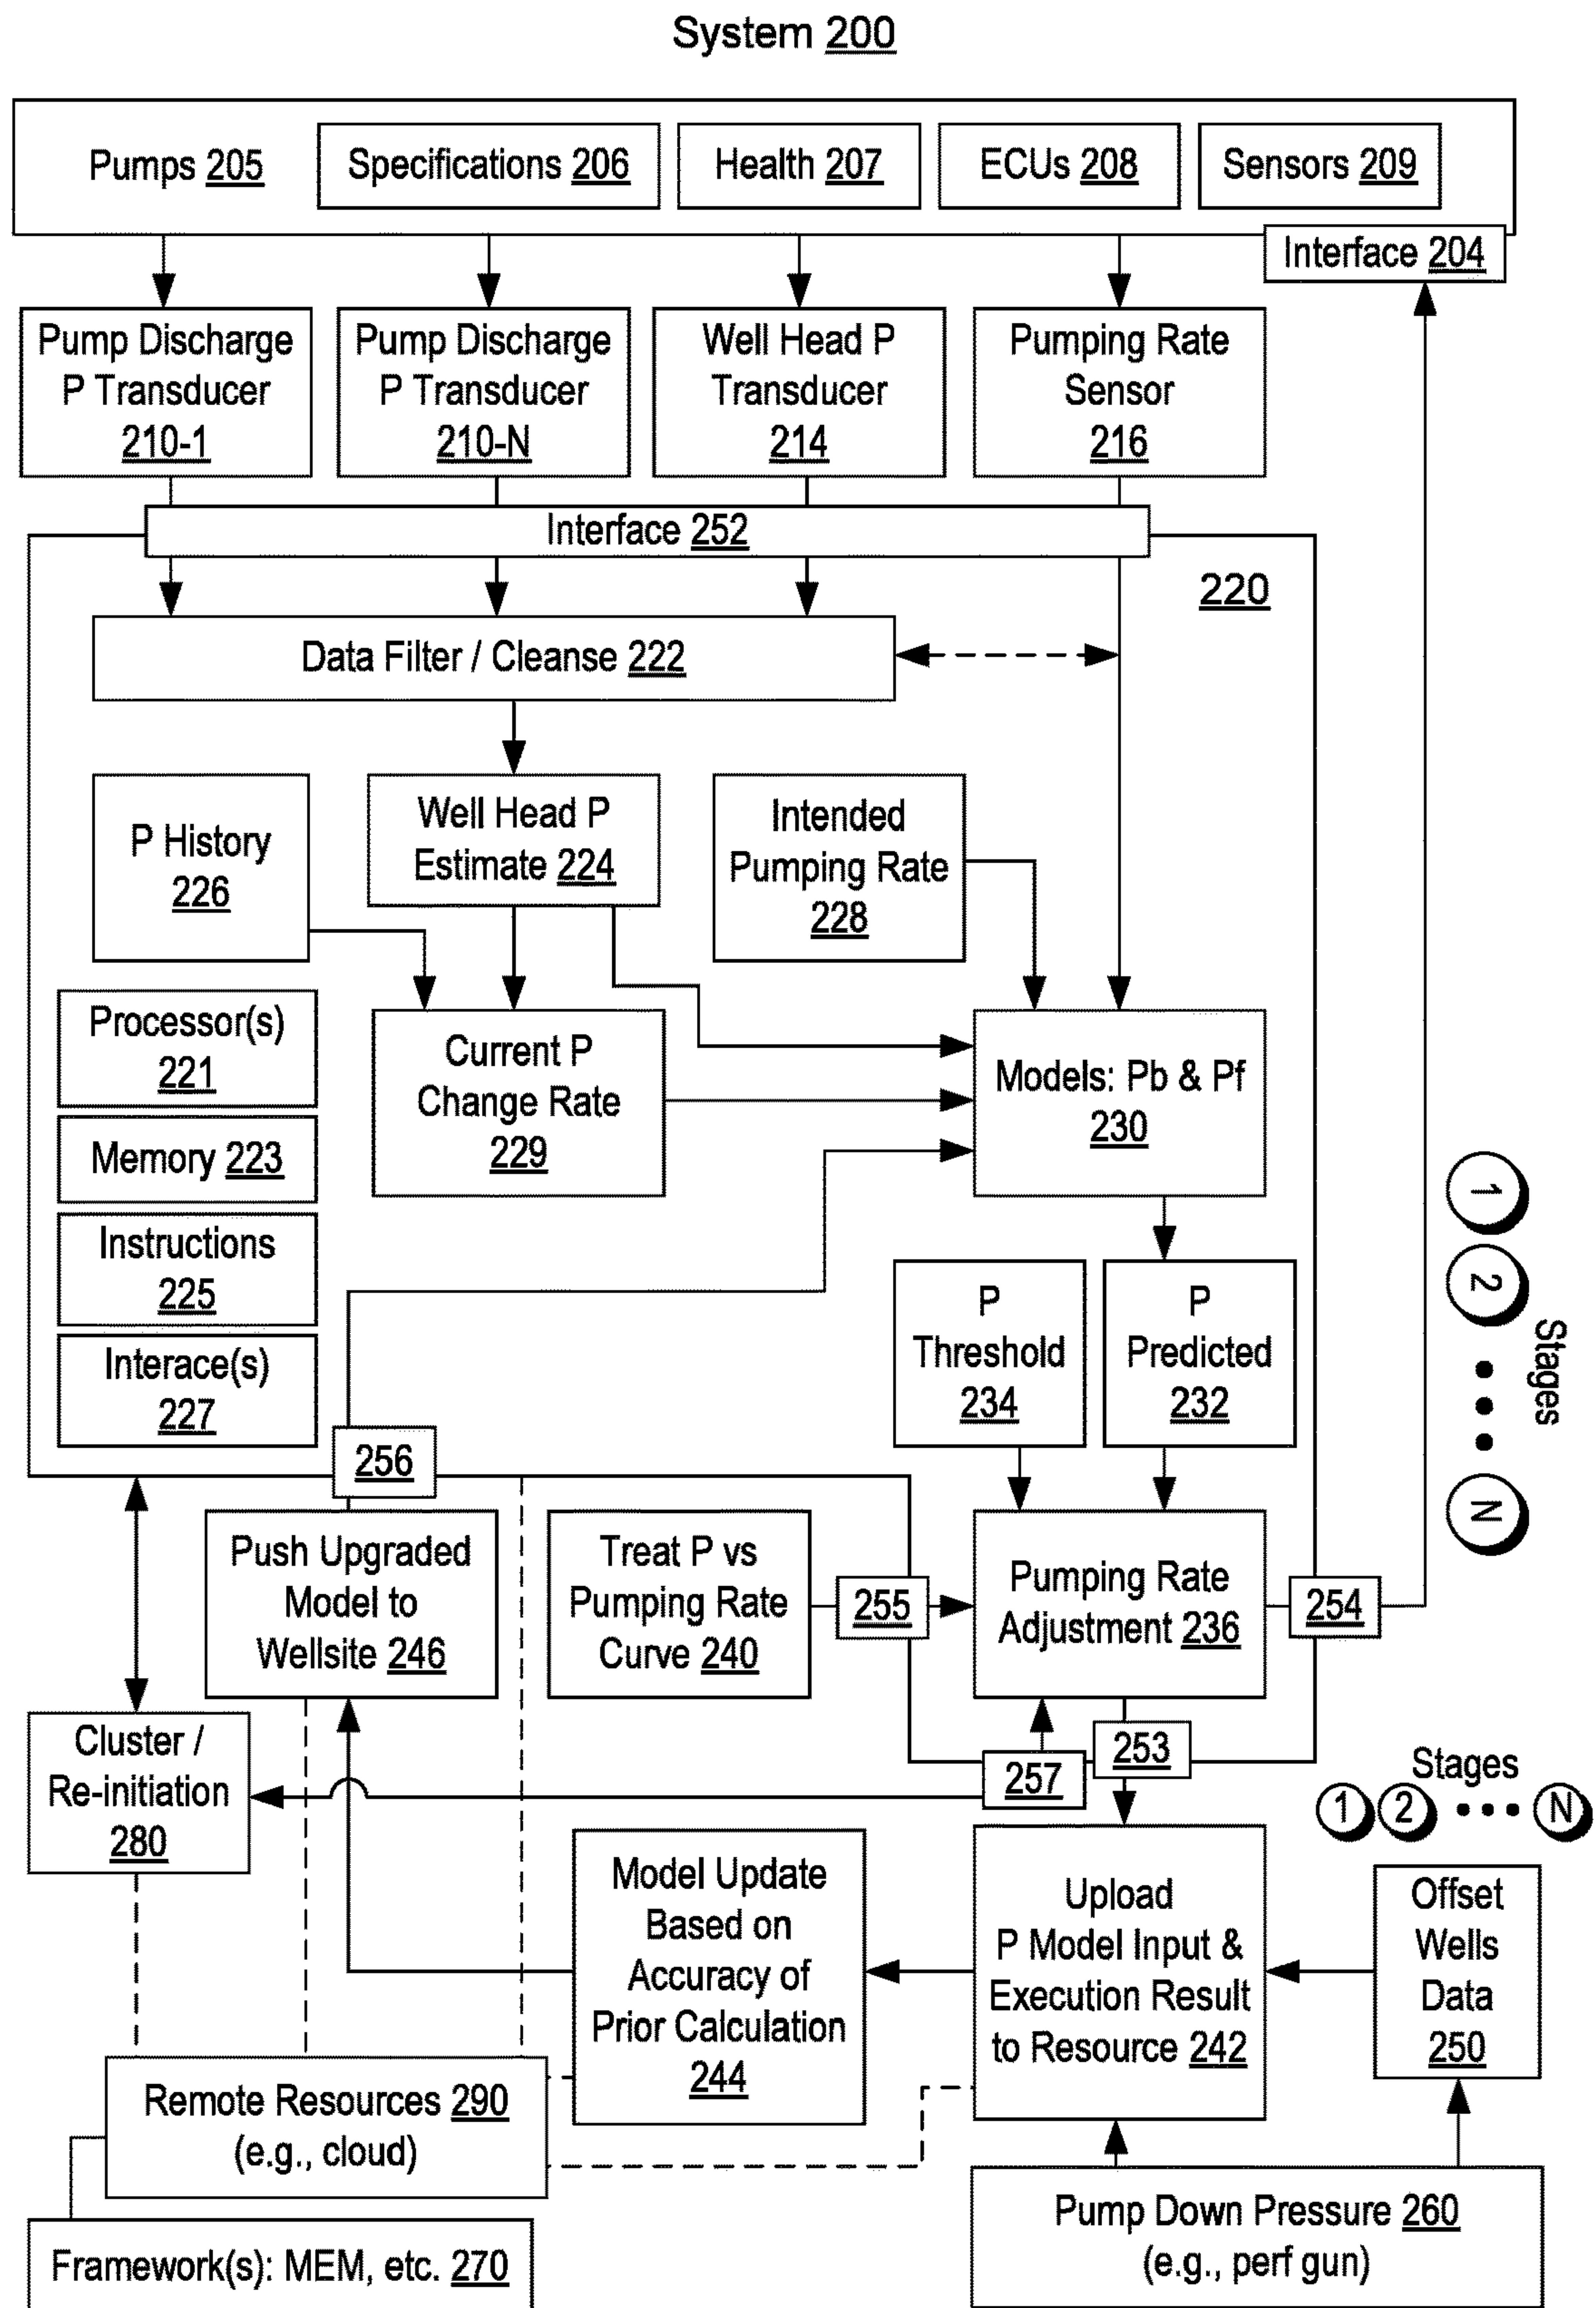 System 200
Pumps 205
Specifications 206
Health 207
ECUs 208
Sensors 209
Interface 204
Pump Discharge
P Transducer
210-1
Pump Discharge
P Transducer
210-N
Well Head P
Transducer
214
Pumping Rate
Sensor
216
Interface 252
220
Data Filter / Cleanse 222
P History
226
Well Head P
Estimate 224
Intended
Pumping Rate
228
Processor(s)
221
Current P
Change Rate
229
Models: Pb & Pf
230
Memory 223
Instructions
225
Interace(s)
227
P
Threshold
234
P
Predicted
232
1
2
N
Stages
256
Push Upgraded
Model to
Wellsite 246
Treat P vs
Pumping Rate
Curve 240
255
Pumping Rate
Adjustment 236
254
253
257
Cluster /
Re-initiation
280
Stages
1 2 N
Model Update
Based on
Accuracy of
Prior Calculation
244
Upload
P Model Input &
Execution Result
to Resource 242
Offset
Wells
Data
250
Remote Resources 290
(e.g., cloud)
Pump Down Pressure 260
(e.g., perf gun)
Framework(s): MEM, etc. 270